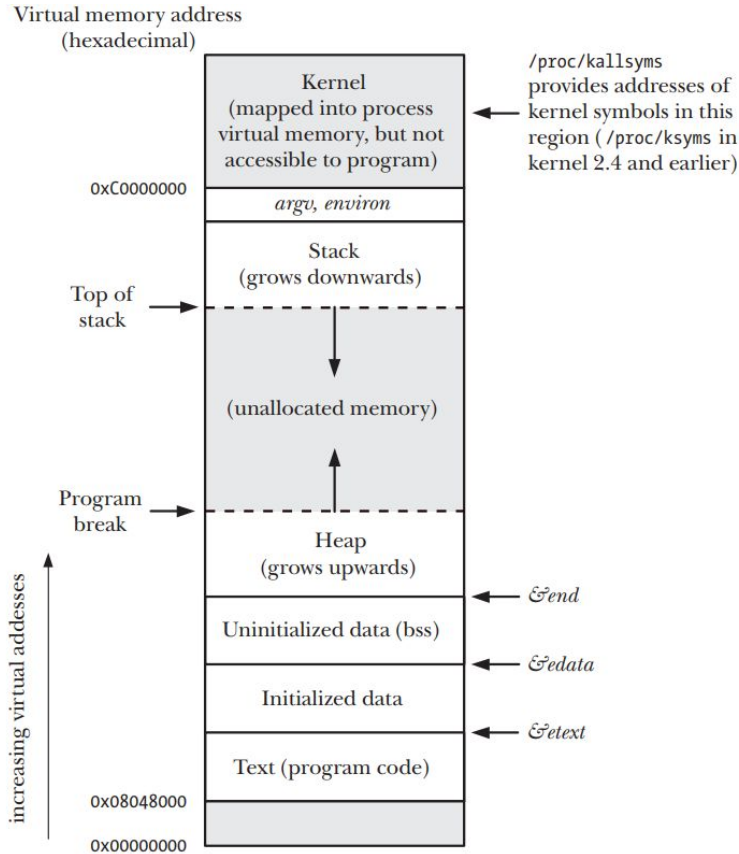 Virtual memory address
(hexadecimal)
Kernel
(mapped into process
virtual memory, but not
accessible to program)
/proc/kallsyms
provides addresses of
kernel symbols in this
region (/proc/ksyms in
kernel 2.4 and earlier)
0xC0000000
argv, environ
Stack
(grows downwards)
Top of
stack
(unallocated memory)
Program
break
Heap
(grows upwards)
&end
Uninitialized data (bss)
&edata
Initialized data
&etext
Text (program code)
0x08048000
0x00000000
increasing virtual addesses